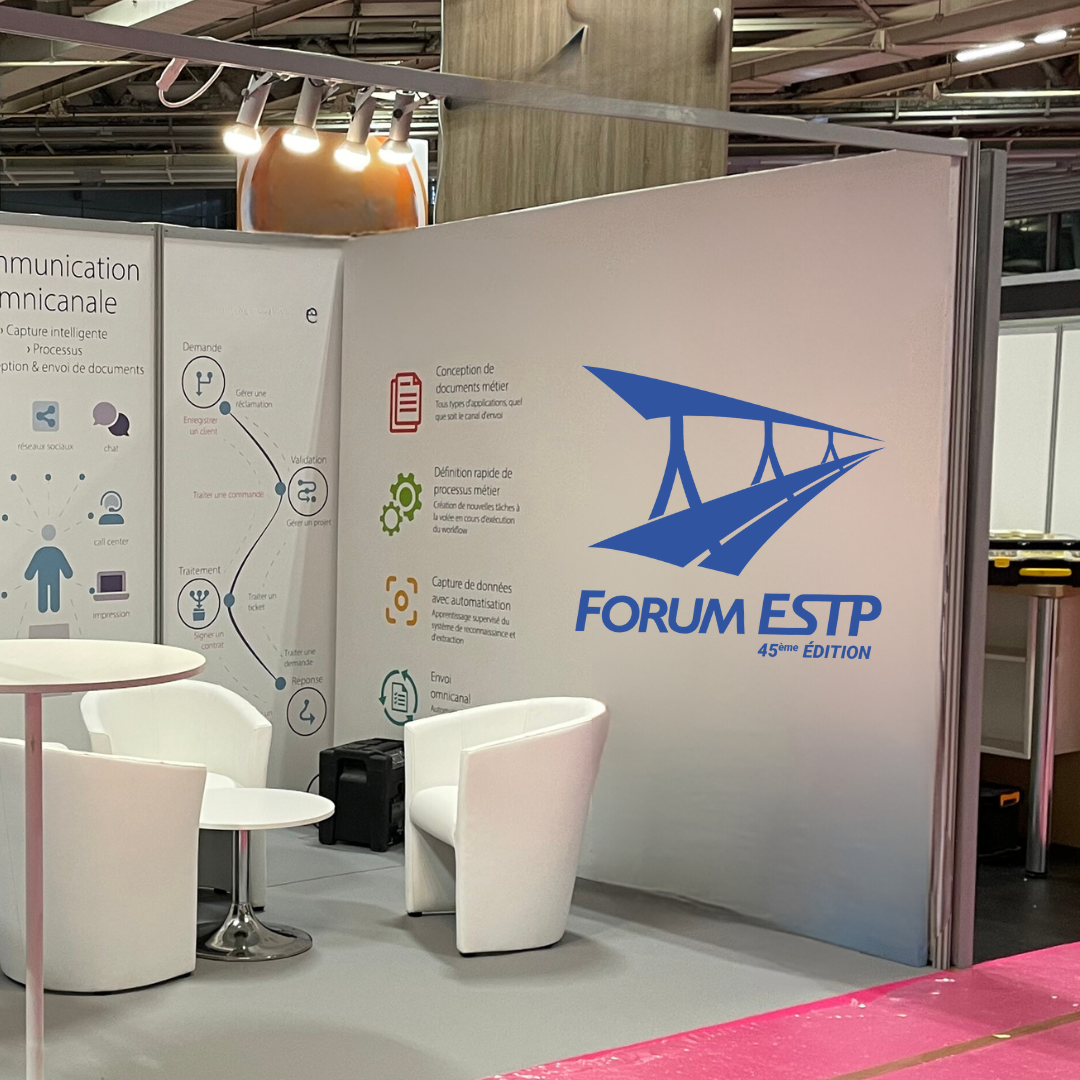 mmunication
mnicanale
› Capture intelligente
› Processus
ption & envoi de documents
réseaux sociaux
chat
call center
impression
e
Demande
Gérer une
réclamation
Enregistrer
un client
Validation
Traiter une commande
Gérer un projet
Traitement
Traiter un
ticket
Signer un
contrat
Traiter une
demande
Réponse
un
Conception de
documents métier
Tous types d'applications, quel
que soit le canal d'envoi
Définition rapide de
processus métier
Création de nouvelles tâches à
la volée en cours d'exécution
du workflow
Capture de données
avec automatisation
Apprentissage supervisé du
système de reconnaissance et
d'extraction
Envoi
omnicanal
FORUM ESTP
45ème ÉDITION